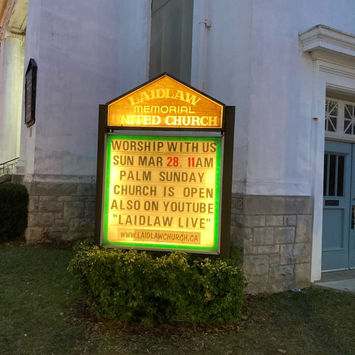 LAIDLAW
MEMORIAL
UNITED CHURCH
WORSHIP WITH US
SUN MAR 28, 11AM
PALM SUNDAY
CHURCH IS OPEN
ALSO ON YOUTUBE
"LAIDLAW LIVE"
WWW.LAIDLAWCHURCH.CA